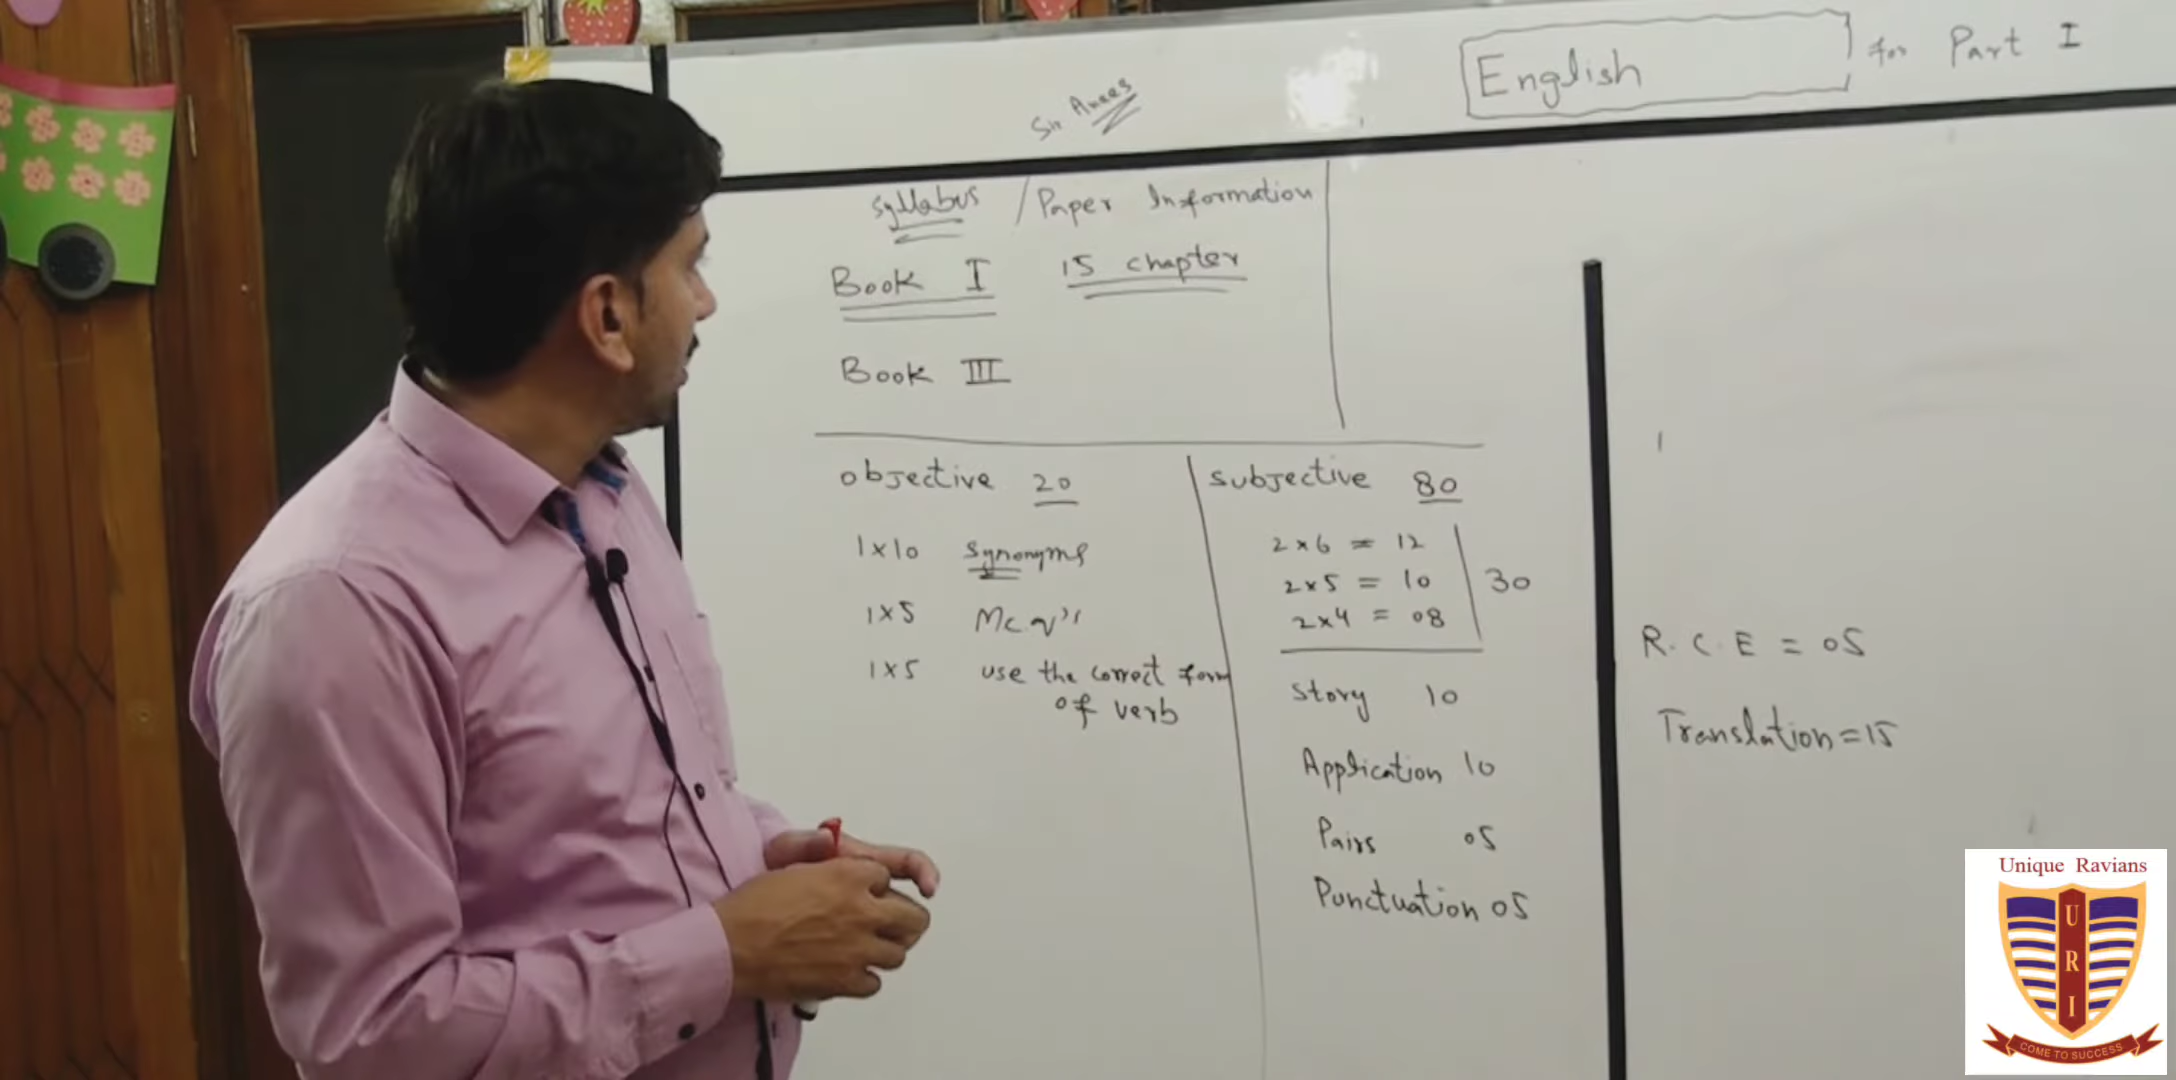 English for Part I
Sir Anees
Syllabus / Paper Information
Book I 15 chapter
Book III
objective 20
1x10 synonyms
1x5 Mc.q's
1x5 use the correct form
of verb
subjective 80
2x6 = 12
2x5 = 10
2x4 = 08
30
Story 10
Application 10
Pairs 05
Punctuation 05
R.C.E = 05
Translation = 15
Unique Ravians
U
R
I
COME TO SUCCESS